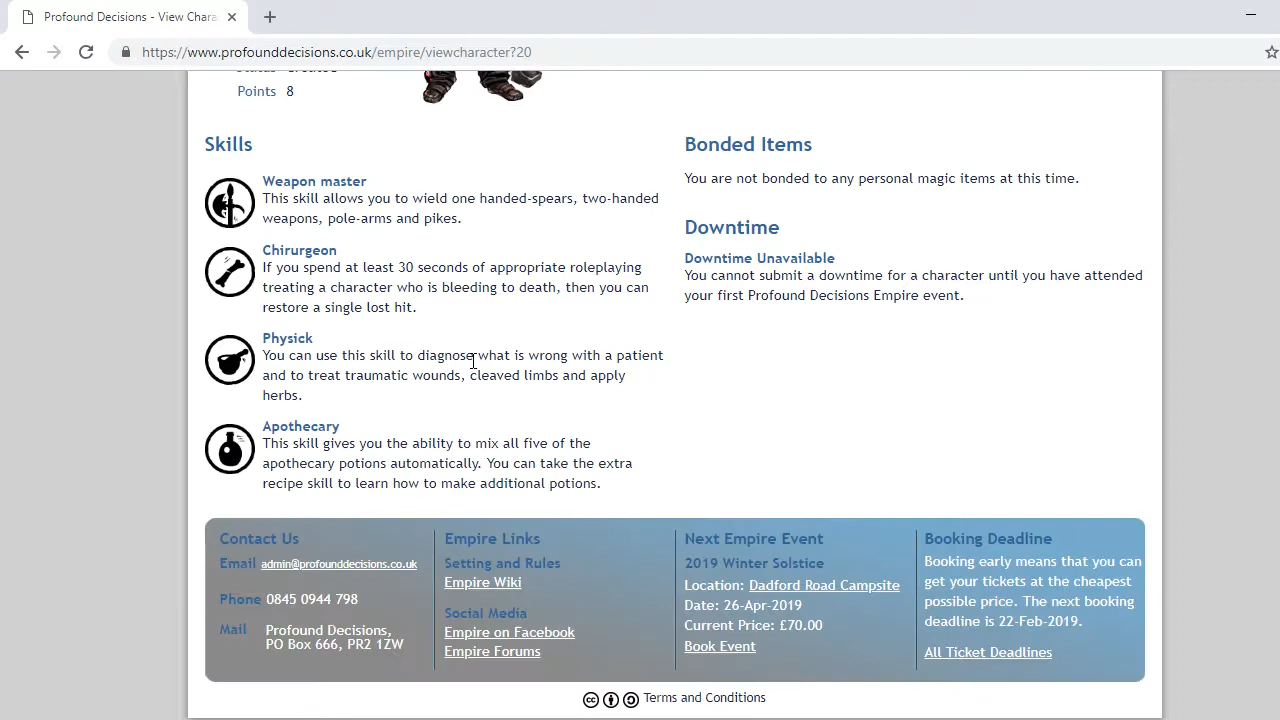 Profound Decisions - View Chara
https://www.profounddecisions.co.uk/empire/viewcharacter?20
Status Created
Points 8
Skills
Weapon master
This skill allows you to wield one handed-spears, two-handed
weapons, pole-arms and pikes.
Chirurgeon
If you spend at least 30 seconds of appropriate roleplaying
treating a character who is bleeding to death, then you can
restore a single lost hit.
Physick
You can use this skill to diagnose what is wrong with a patient
and to treat traumatic wounds, cleaved limbs and apply
herbs.
Apothecary
This skill gives you the ability to mix all five of the
apothecary potions automatically. You can take the extra
recipe skill to learn how to make additional potions.
Bonded Items
You are not bonded to any personal magic items at this time.
Downtime
Downtime Unavailable
You cannot submit a downtime for a character until you have attended
your first Profound Decisions Empire event.
Contact Us
Email admin@profounddecisions.co.uk
Phone 0845 0944 798
Mail Profound Decisions,
PO Box 666, PR2 1ZW
Empire Links
Setting and Rules
Empire Wiki
Social Media
Empire on Facebook
Empire Forums
Next Empire Event
2019 Winter Solstice
Location: Dadford Road Campsite
Date: 26-Apr-2019
Current Price: £70.00
Book Event
Booking Deadline
Booking early means that you can
get your tickets at the cheapest
possible price. The next booking
deadline is 22-Feb-2019.
All Ticket Deadlines
Terms and Conditions